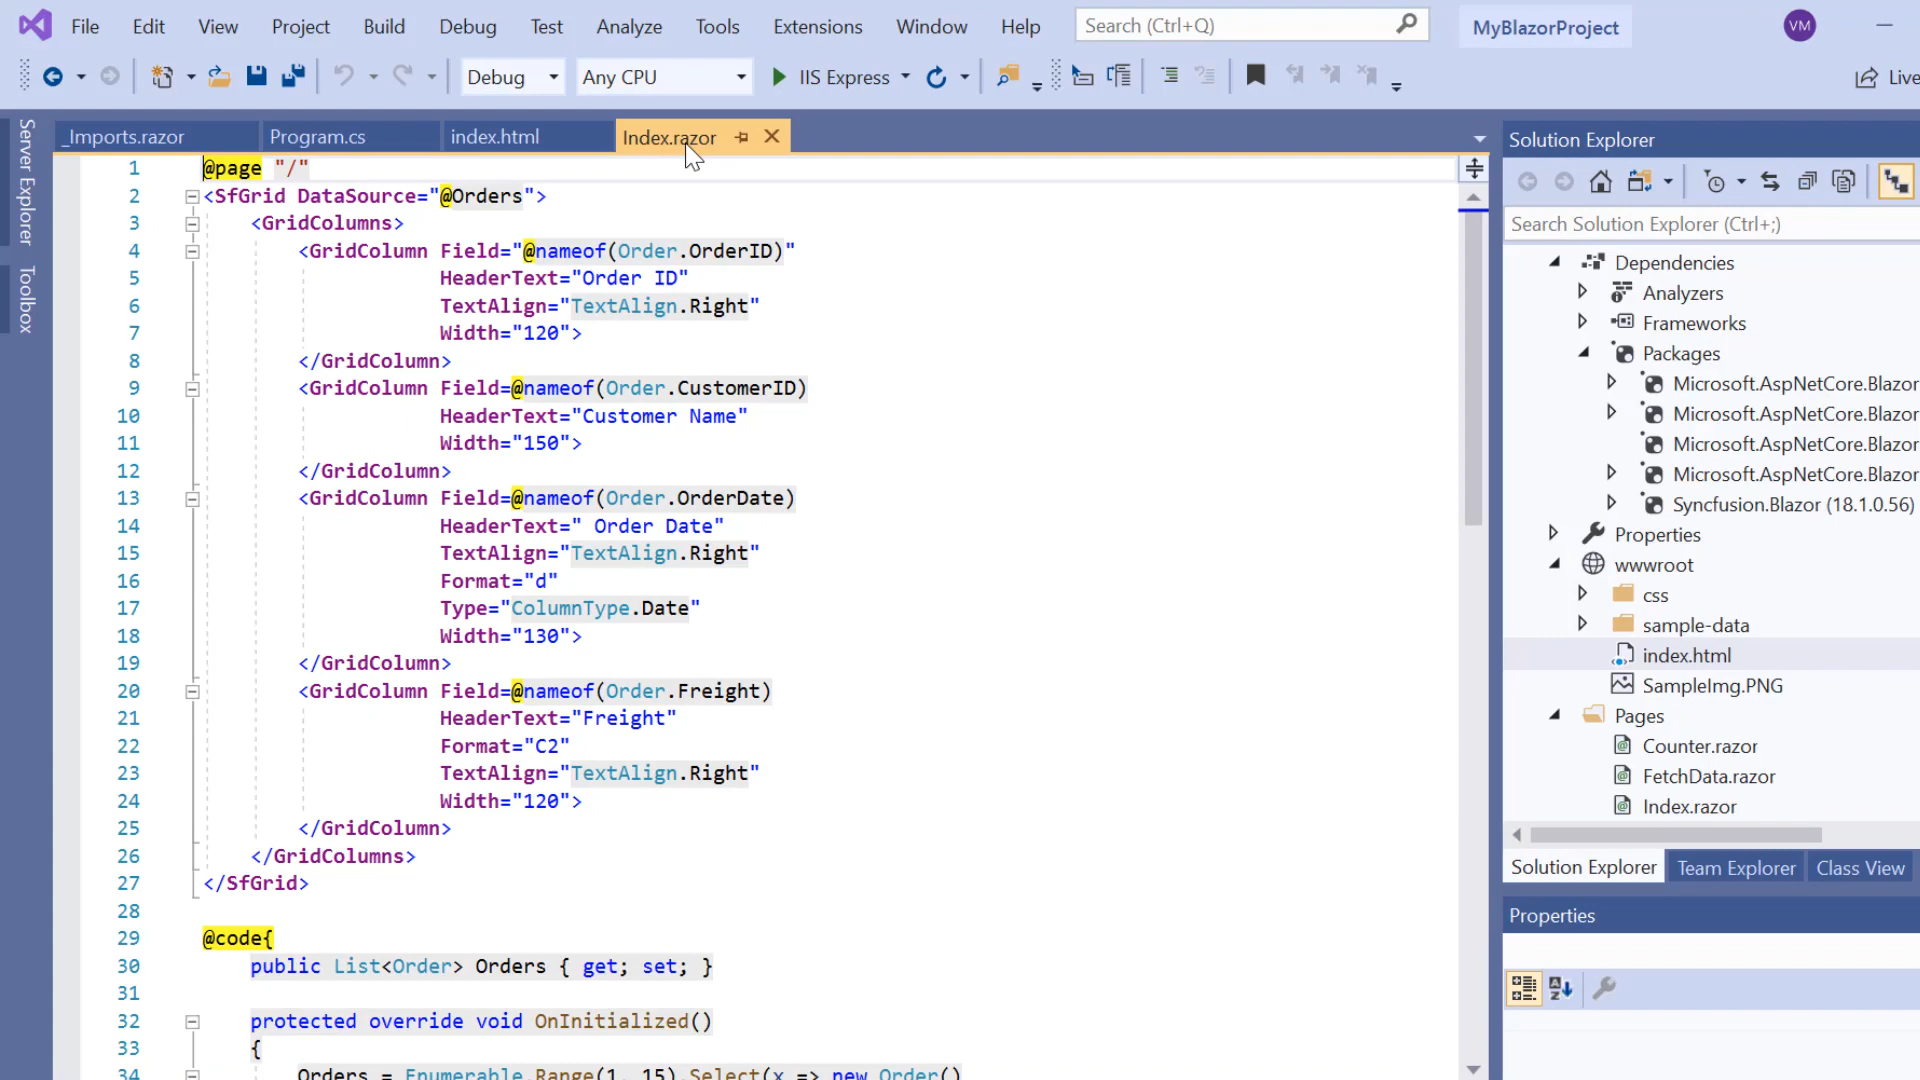 File Edit View Project Build Debug Test Analyze Tools Extensions Window Help Search (Ctrl+Q) MyBlazorProject VM
Debug Any CPU IIS Express Live
Server Explorer
Toolbox
_Imports.razor Program.cs index.html Index.razor
1 @page "/"
2 <SfGrid DataSource="@Orders">
3 <GridColumns>
4 <GridColumn Field="@nameof(Order.OrderID)"
5 HeaderText="Order ID"
6 TextAlign="TextAlign.Right"
7 Width="120">
8 </GridColumn>
9 <GridColumn Field=@nameof(Order.CustomerID)
10 HeaderText="Customer Name"
11 Width="150">
12 </GridColumn>
13 <GridColumn Field=@nameof(Order.OrderDate)
14 HeaderText=" Order Date"
15 TextAlign="TextAlign.Right"
16 Format="d"
17 Type="ColumnType.Date"
18 Width="130">
19 </GridColumn>
20 <GridColumn Field=@nameof(Order.Freight)
21 HeaderText="Freight"
22 Format="C2"
23 TextAlign="TextAlign.Right"
24 Width="120">
25 </GridColumn>
26 </GridColumns>
27 </SfGrid>
28
29 @code{
30 public List<Order> Orders { get; set; }
31
32 protected override void OnInitialized()
33 {
34 Orders = Enumerable.Range(1, 15).Select(x => new Order()
Solution Explorer
Search Solution Explorer (Ctrl+;)
Dependencies
Analyzers
Frameworks
Packages
Microsoft.AspNetCore.Blazor
Microsoft.AspNetCore.Blazor
Microsoft.AspNetCore.Blazor
Microsoft.AspNetCore.Blazor
Syncfusion.Blazor (18.1.0.56)
Properties
wwwroot
css
sample-data
index.html
SampleImg.PNG
Pages
Counter.razor
FetchData.razor
Index.razor
Solution Explorer Team Explorer Class View
Properties